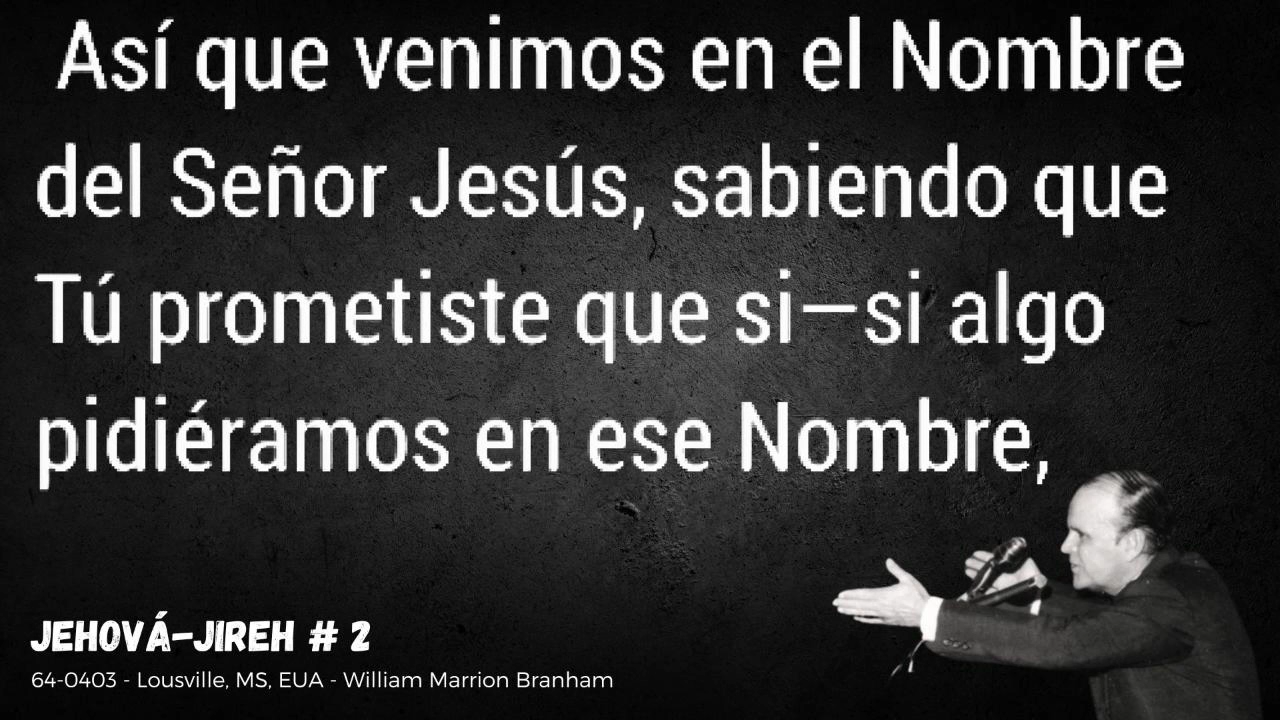 Así que venimos en el Nombre
del Señor Jesús, sabiendo que
Tú prometiste que si—si algo
pidiéramos en ese Nombre,
JEHOVÁ-JIREH # 2
64-0403 - Lousville, MS, EUA - William Marrion Branham